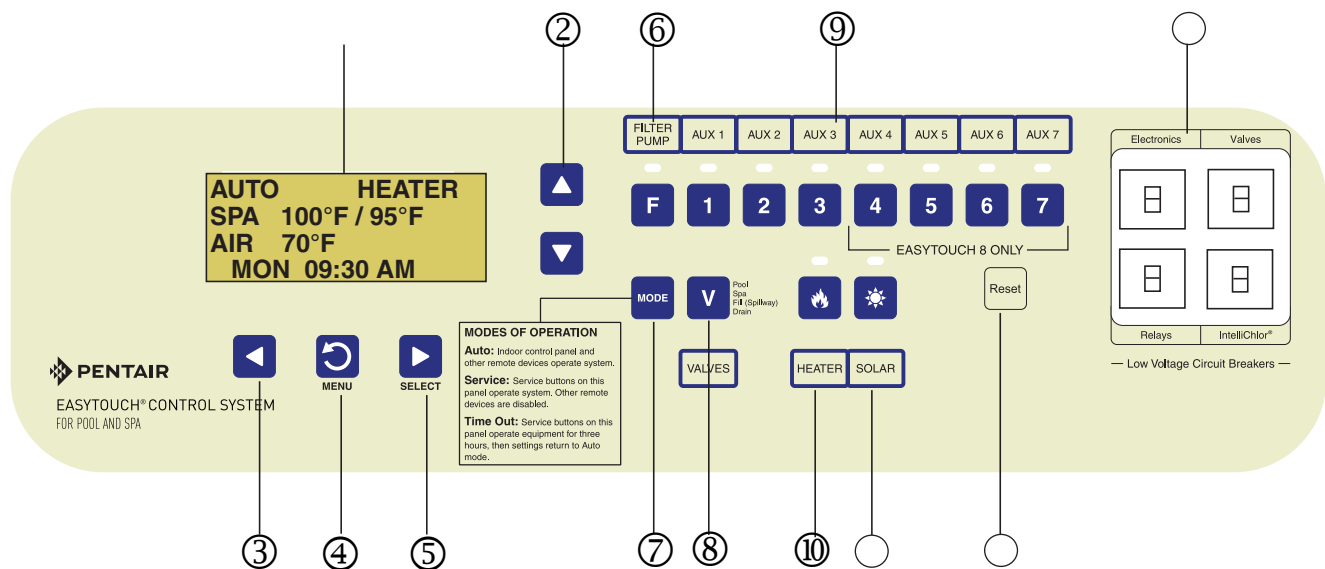 ② ⑥ ⑨
FILTER PUMP AUX 1 AUX 2 AUX 3 AUX 4 AUX 5 AUX 6 AUX 7
Electronics Valves
AUTO HEATER
SPA 100°F / 95°F
AIR 70°F
MON 09:30 AM
F 1 2 3 4 5 6 7
EASYTOUCH 8 ONLY
MODE V
Pool
Spa
Fill (Spillway)
Drain
Reset
Relays IntelliChlor®
Low Voltage Circuit Breakers
MODES OF OPERATION
Auto: Indoor control panel and
other remote devices operate system.
Service: Service buttons on this
panel operate system. Other remote
devices are disabled.
Time Out: Service buttons on this
panel operate equipment for three
hours, then settings return to Auto
mode.
VALVES HEATER SOLAR
PENTAIR
MENU SELECT
EASYTOUCH® CONTROL SYSTEM
FOR POOL AND SPA
③ ④ ⑤ ⑦ ⑧ ⑩